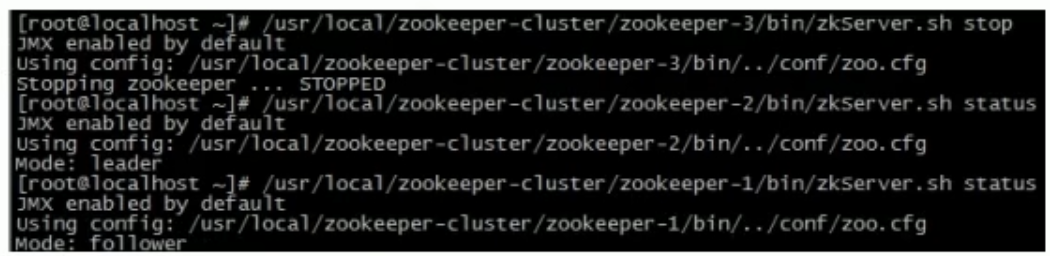 [root@localhost ~]# /usr/local/zookeeper-cluster/zookeeper-3/bin/zkServer.sh stop
JMX enabled by default
Using config: /usr/local/zookeeper-cluster/zookeeper-3/bin/../conf/zoo.cfg
Stopping zookeeper ... STOPPED
[root@localhost ~]# /usr/local/zookeeper-cluster/zookeeper-2/bin/zkServer.sh status
JMX enabled by default
Using config: /usr/local/zookeeper-cluster/zookeeper-2/bin/../conf/zoo.cfg
Mode: leader
[root@localhost ~]# /usr/local/zookeeper-cluster/zookeeper-1/bin/zkServer.sh status
JMX enabled by default
Using config: /usr/local/zookeeper-cluster/zookeeper-1/bin/../conf/zoo.cfg
Mode: follower